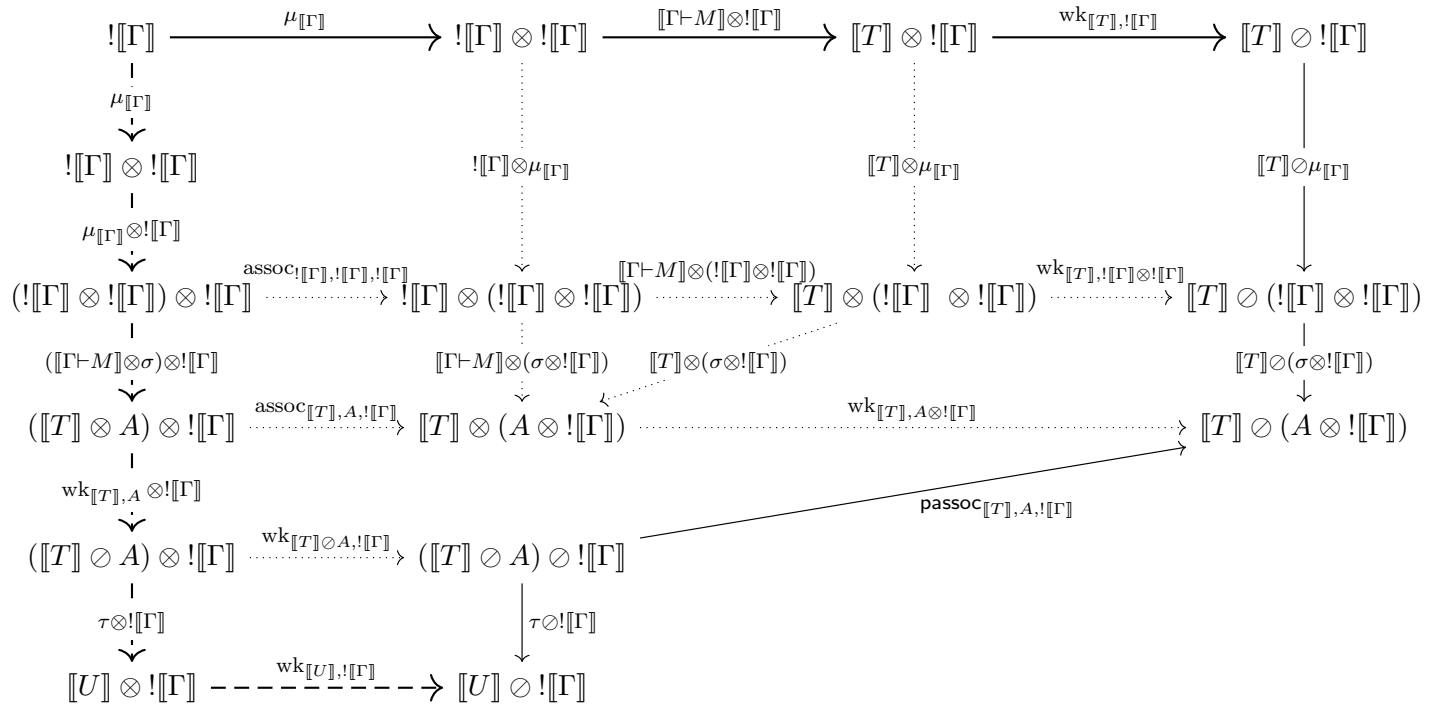 ![[Γ]] μ_[[Γ]] ![[Γ]] ⊗ ![[Γ]] [[Γ⊢M]]⊗![[Γ]] [[T]] ⊗ ![[Γ]] wk_[[T]],![[Γ]] [[T]] ⊘ ![[Γ]]
μ_[[Γ]]
![[Γ]] ⊗ ![[Γ]] ![[Γ]]⊗μ_[[Γ]] [[T]]⊗μ_[[Γ]] [[T]]⊘μ_[[Γ]]
μ_[[Γ]]⊗![[Γ]]
(![[Γ]] ⊗ ![[Γ]]) ⊗ ![[Γ]] assoc_![[Γ]],![[Γ]],![[Γ]] ![[Γ]] ⊗ (![[Γ]] ⊗ ![[Γ]]) [[Γ⊢M]]⊗(![[Γ]]⊗![[Γ]]) [[T]] ⊗ (![[Γ]] ⊗ ![[Γ]]) wk_[[T]],![[Γ]]⊗![[Γ]] [[T]] ⊘ (![[Γ]] ⊗ ![[Γ]])
([[Γ⊢M]]⊗σ)⊗![[Γ]] [[Γ⊢M]]⊗(σ⊗![[Γ]]) [[T]]⊗(σ⊗![[Γ]]) [[T]]⊘(σ⊗![[Γ]])
([[T]] ⊗ A) ⊗ ![[Γ]] assoc_[[T]],A,![[Γ]] [[T]] ⊗ (A ⊗ ![[Γ]]) wk_[[T]],A⊗![[Γ]] [[T]] ⊘ (A ⊗ ![[Γ]])
wk_[[T]],A ⊗![[Γ]] passoc_[[T]],A,![[Γ]]
([[T]] ⊘ A) ⊗ ![[Γ]] wk_[[T]]⊘A,![[Γ]] ([[T]] ⊘ A) ⊘ ![[Γ]]
τ⊗![[Γ]] τ⊘![[Γ]]
[[U]] ⊗ ![[Γ]] wk_[[U]],![[Γ]] [[U]] ⊘ ![[Γ]]